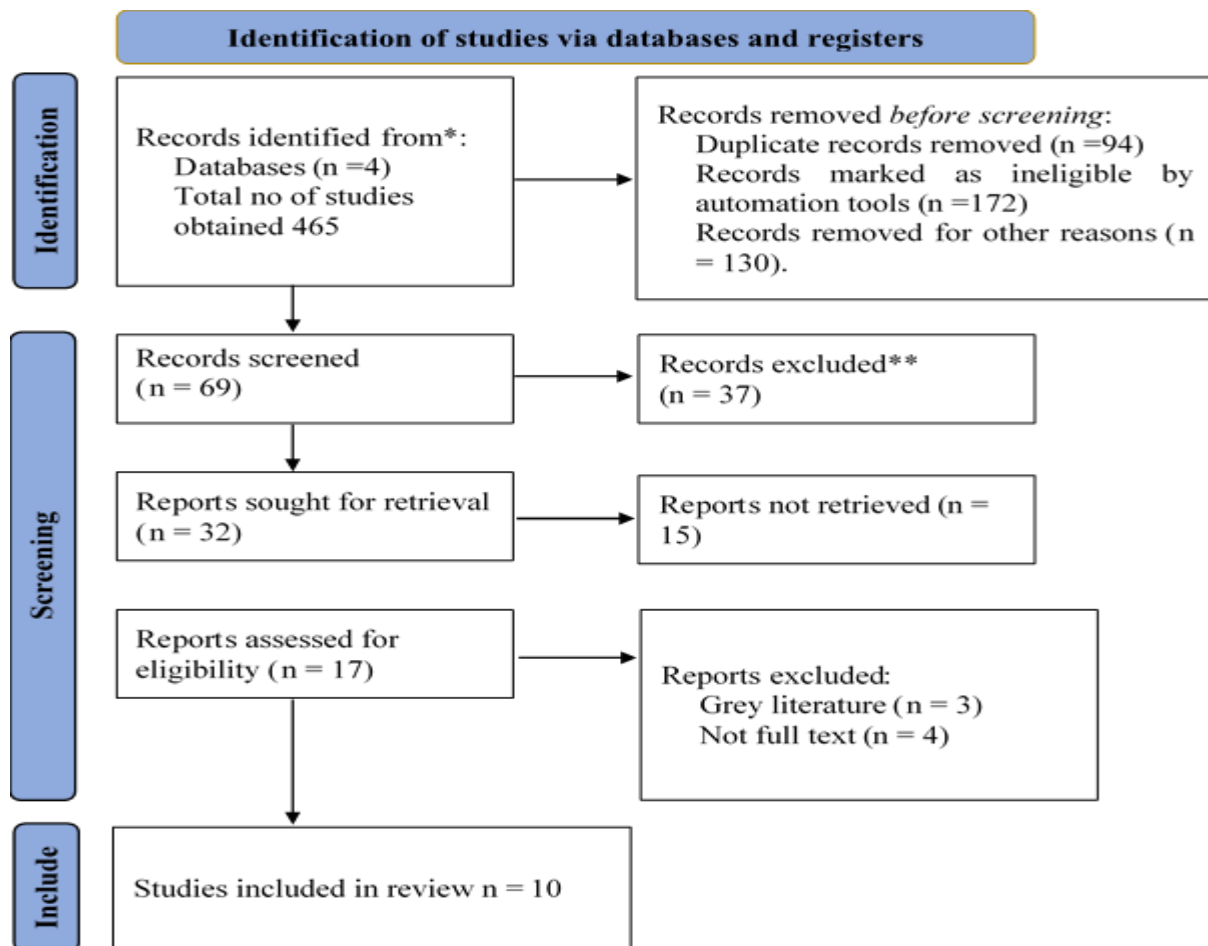 Identification of studies via databases and registers
Identification
Records identified from*:
Databases (n =4)
Total no of studies
obtained 465
Records removed before screening:
Duplicate records removed (n =94)
Records marked as ineligible by
automation tools (n =172)
Records removed for other reasons (n
= 130).
Screening
Records screened
(n = 69)
Records excluded**
(n = 37)
Reports sought for retrieval
(n = 32)
Reports not retrieved (n =
15)
Reports assessed for
eligibility (n = 17)
Reports excluded:
Grey literature (n = 3)
Not full text (n = 4)
Include
Studies included in review n = 10